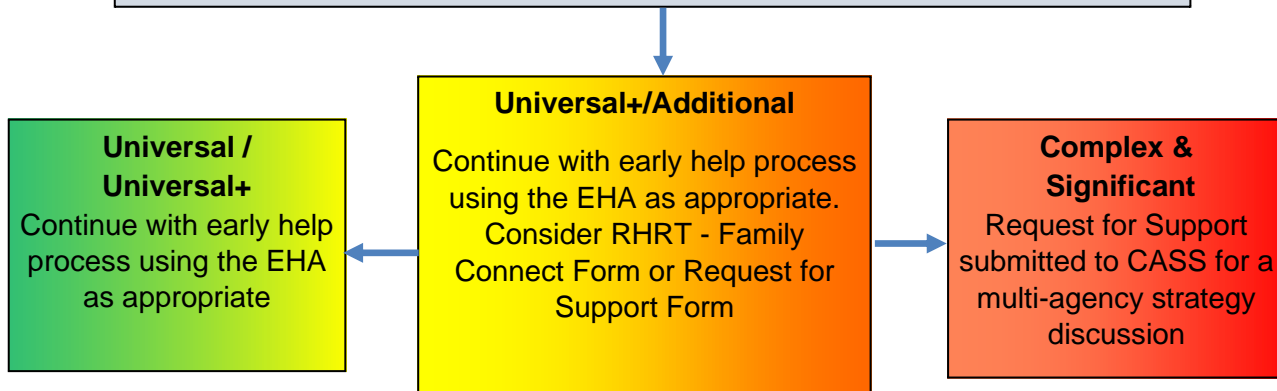 Universal /
Universal+
Continue with early help
process using the EHA
as appropriate
Universal+/Additional
Continue with early help process
using the EHA as appropriate.
Consider RHRT - Family
Connect Form or Request for
Support Form
Complex &
Significant
Request for Support
submitted to CASS for a
multi-agency strategy
discussion